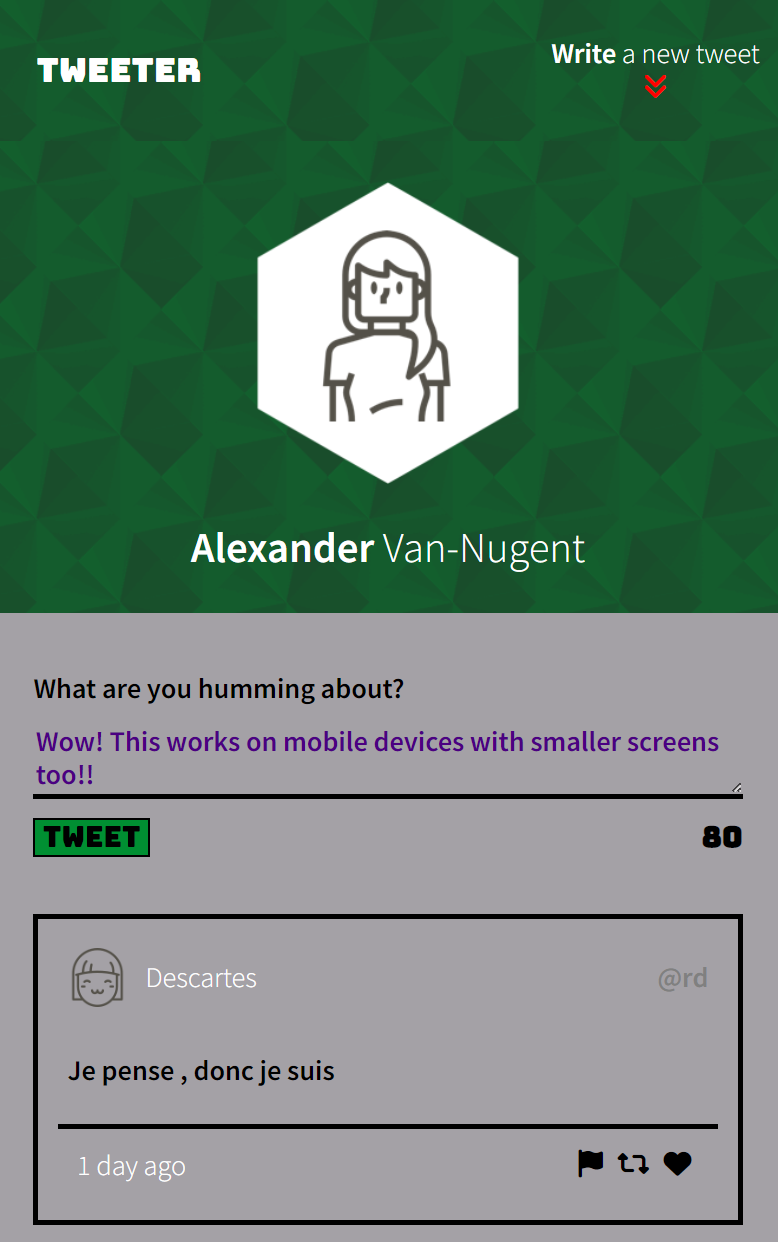 TWEETER
Write a new tweet
Alexander Van-Nugent
What are you humming about?
Wow! This works on mobile devices with smaller screens
too!!
TWEET
80
Descartes
@rd
Je pense , donc je suis
1 day ago